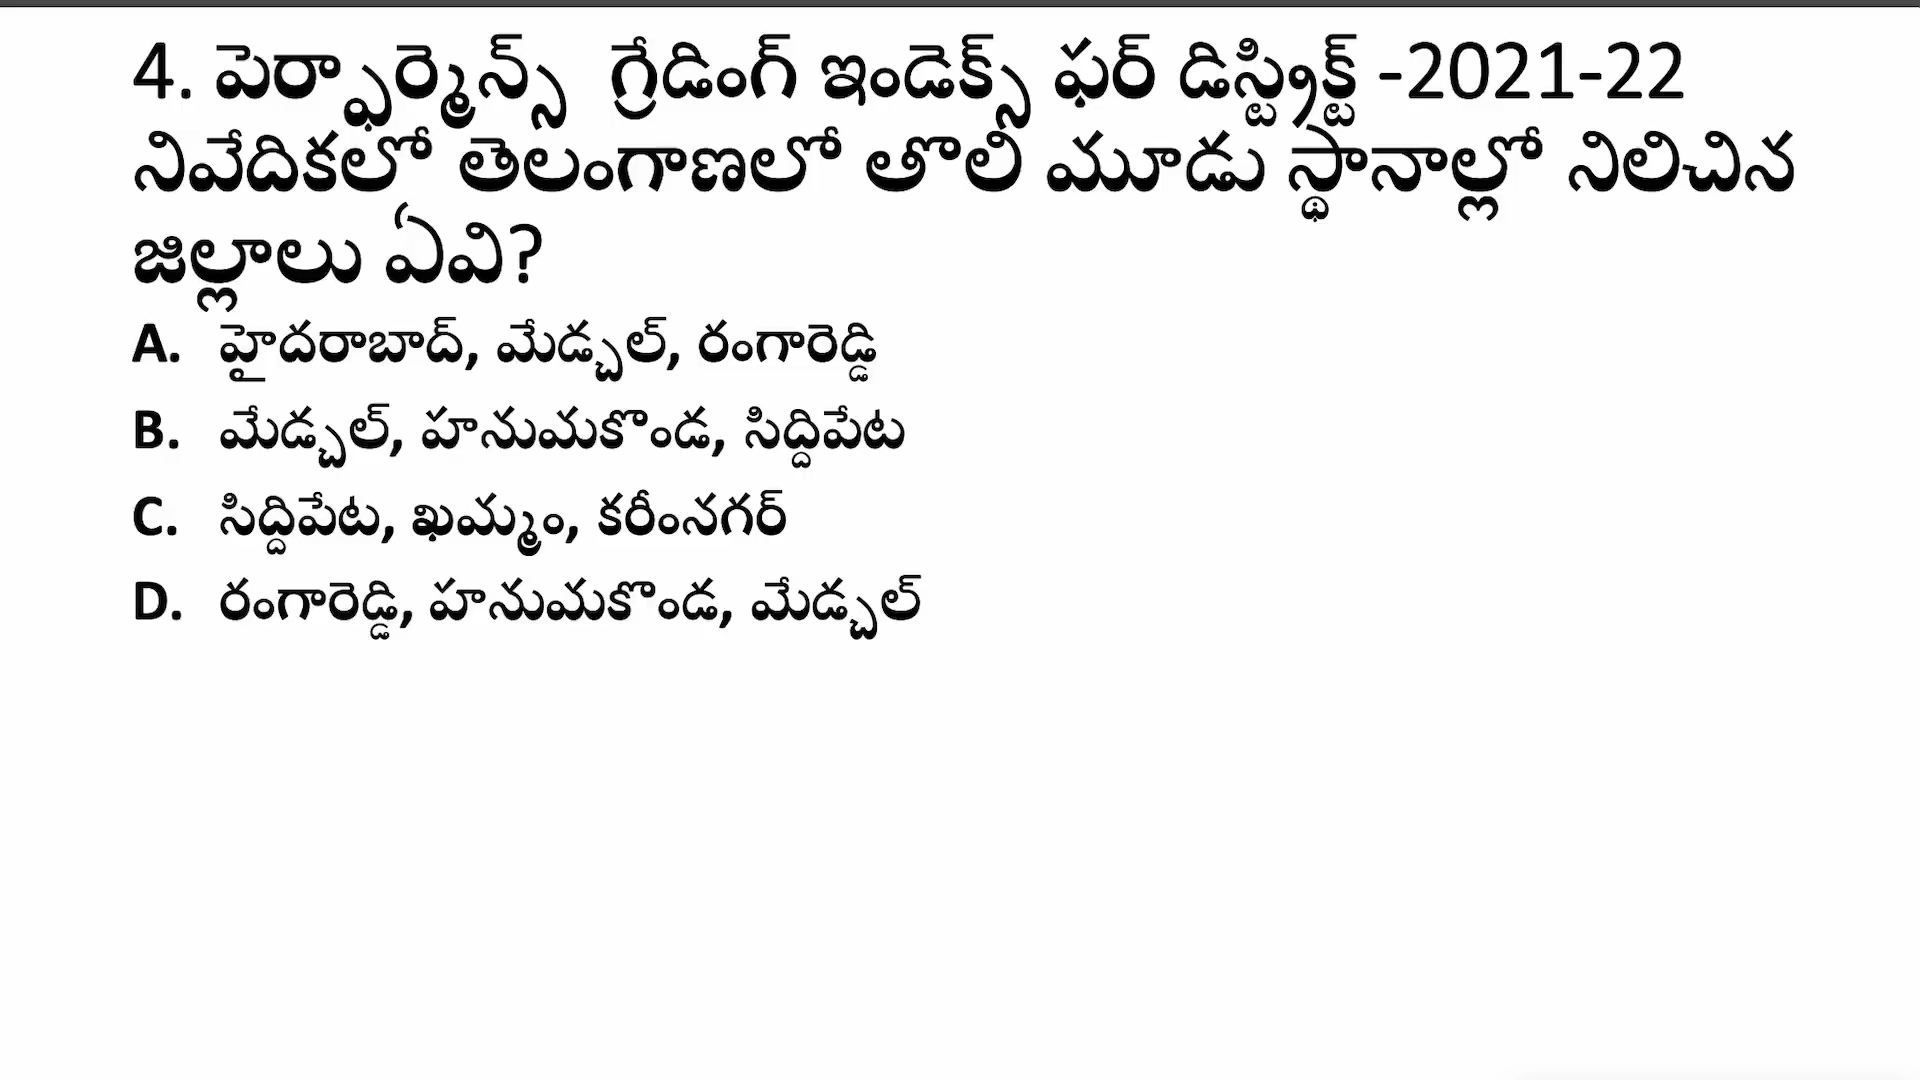 4. పెర్ఫార్మెన్స్ గ్రేడింగ్ ఇండెక్స్ ఫర్ డిస్ట్రిక్ట్ -2021-22
నివేదికలో తెలంగాణలో తొలి మూడు స్థానాల్లో నిలిచిన
జిల్లాలు ఏవి?
A. హైదరాబాద్, మేడ్చల్, రంగారెడ్డి
B. మేడ్చల్, హనుమకొండ, సిద్దిపేట
C. సిద్దిపేట, ఖమ్మం, కరీంనగర్
D. రంగారెడ్డి, హనుమకొండ, మేడ్చల్